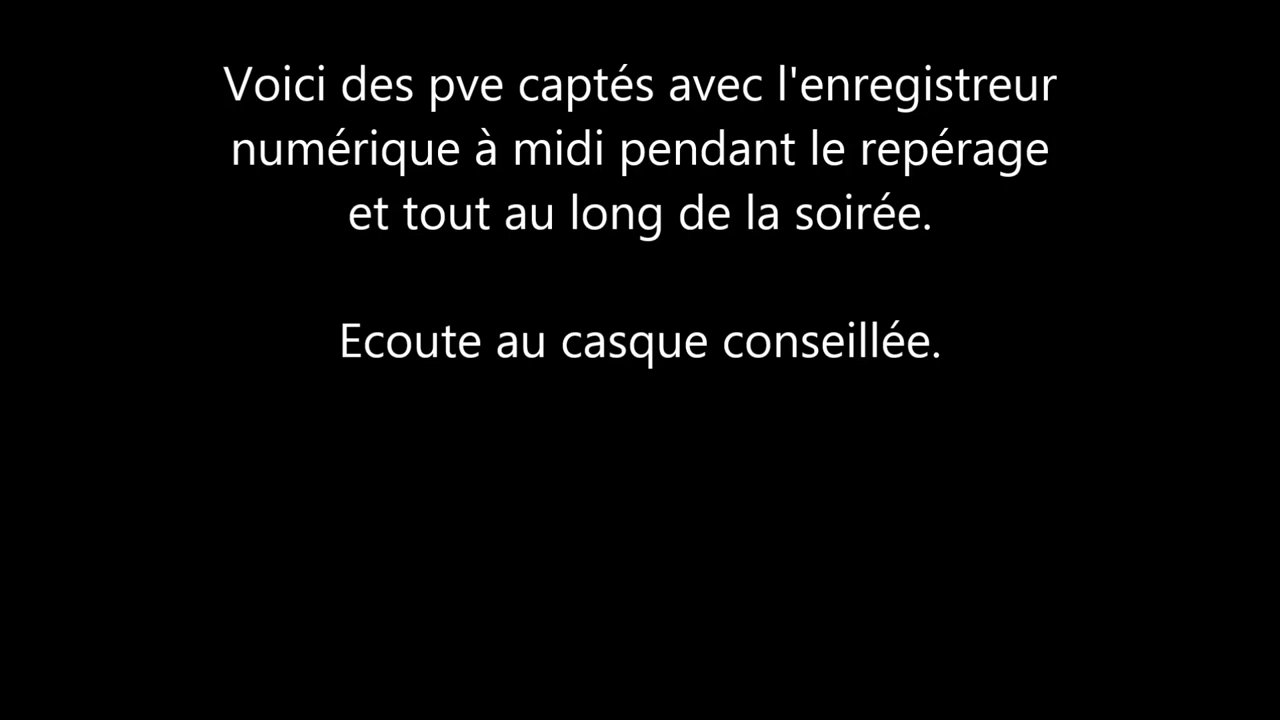 Voici des pve captés avec l'enregistreur
numérique à midi pendant le repérage
et tout au long de la soirée.
Ecoute au casque conseillée.